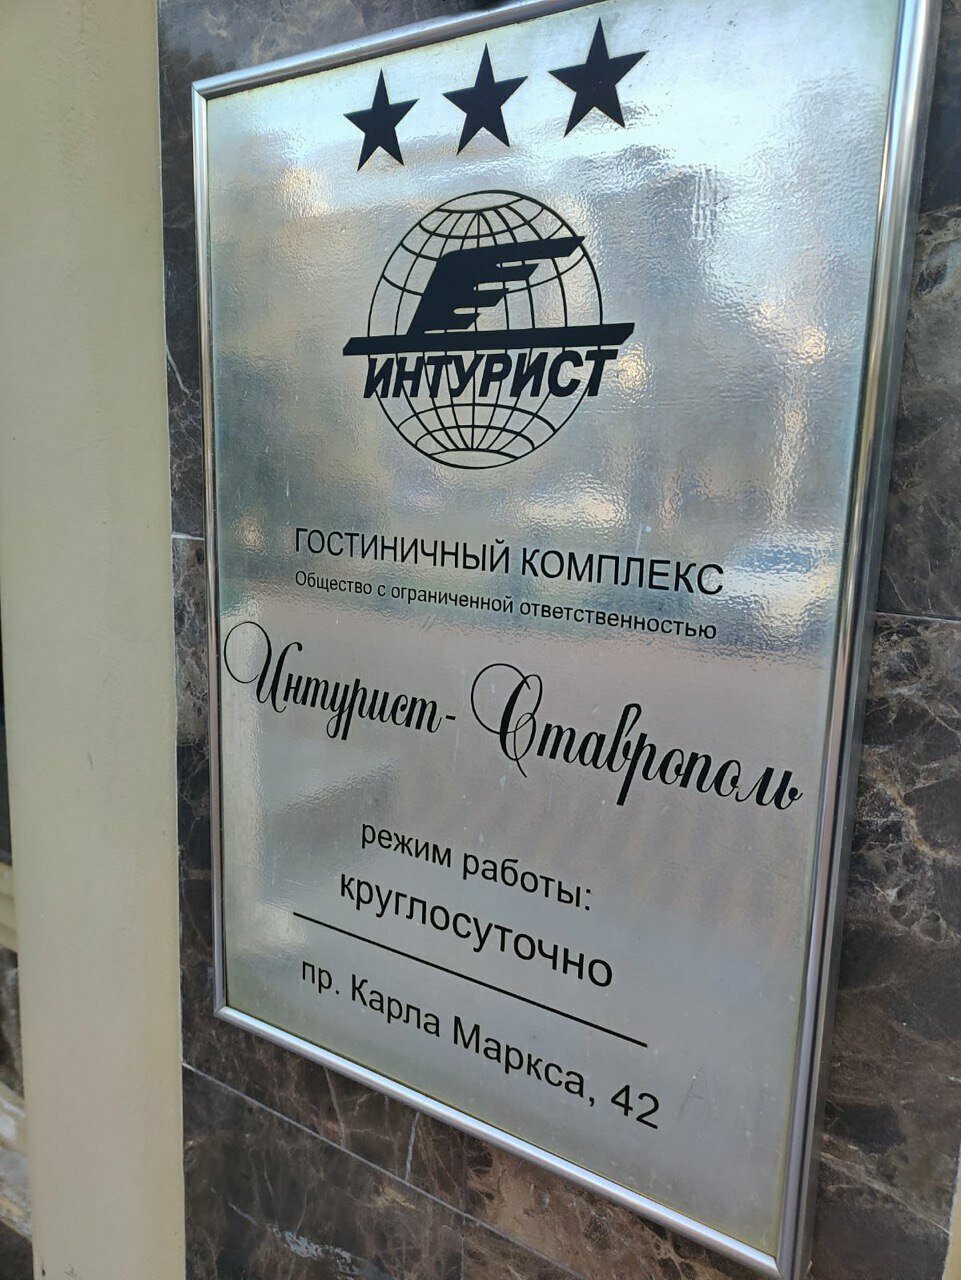 ИНТУРИСТ
ГОСТИНИЧНЫЙ КОМПЛЕКС
Общество с ограниченной ответственностью
Интурист-Ставрополь
режим работы:
круглосуточно
пр. Карла Маркса, 42